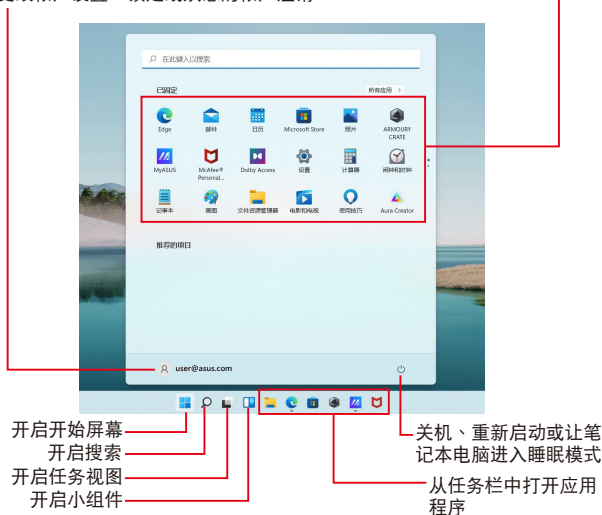 在此键入以搜索
已固定
所有应用 >
Edge
邮件
日历
Microsoft Store
照片
ARMOURY
CRATE
MyASUS
McAfee®
Personal...
Dolby Access
设置
计算器
闹钟和时钟
记事本
画图
文件资源管理器
电影和电视
使用技巧
Aura Creator
推荐的项目
user@asus.com
开启开始屏幕
开启搜索
开启任务视图
开启小组件
关机、重新启动或让笔
记本电脑进入睡眠模式
从任务栏中打开应用
程序